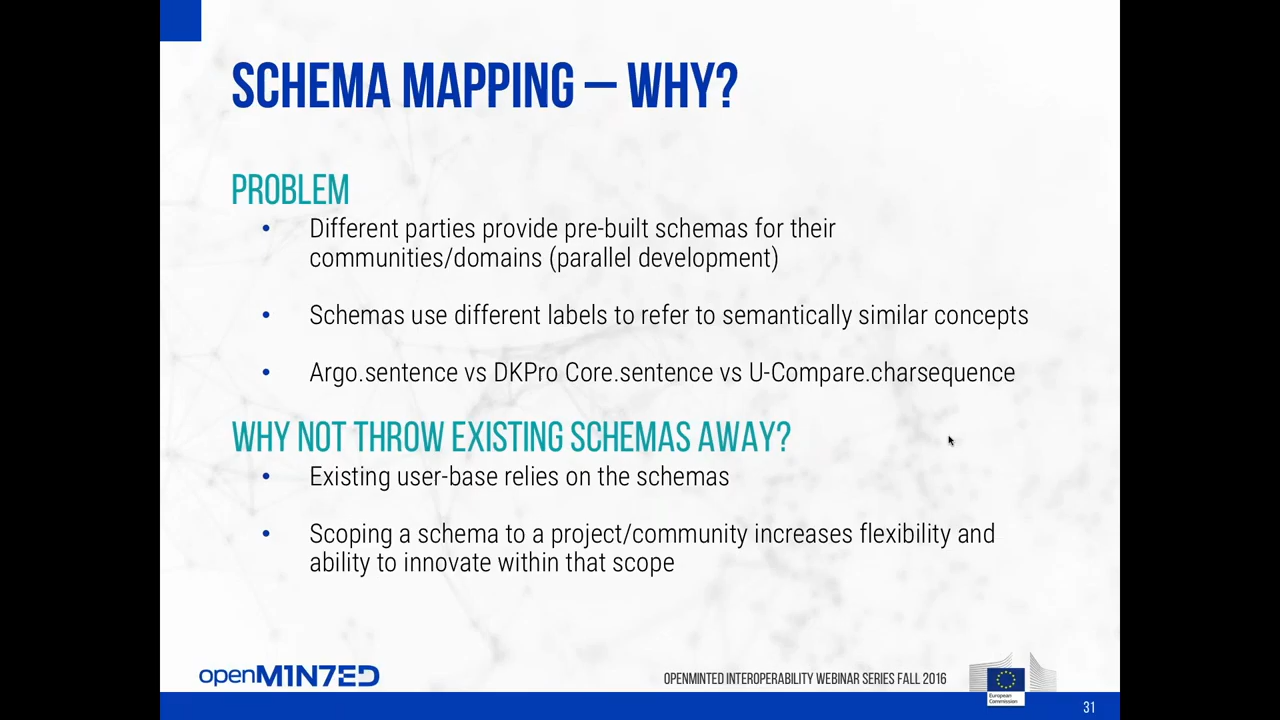 SCHEMA MAPPING – WHY?
PROBLEM
• Different parties provide pre-built schemas for their
communities/domains (parallel development)
• Schemas use different labels to refer to semantically similar concepts
• Argo.sentence vs DKPro Core.sentence vs U-Compare.charsequence
WHY NOT THROW EXISTING SCHEMAS AWAY?
• Existing user-base relies on the schemas
• Scoping a schema to a project/community increases flexibility and
ability to innovate within that scope
openM1N7ED
OPENMINTED INTEROPERABILITY WEBINAR SERIES FALL 2016
European
Commission
31